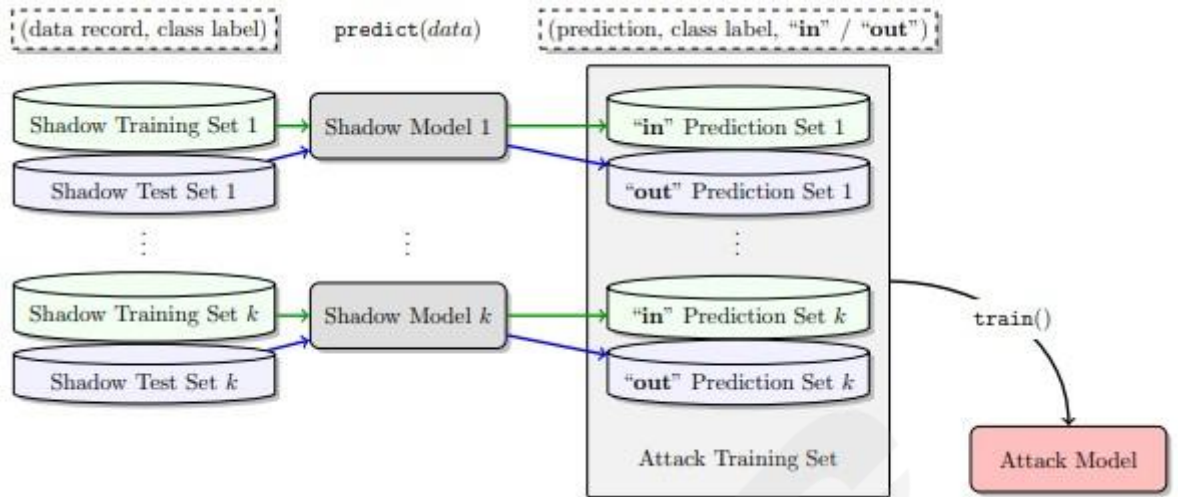 (data record, class label) predict(data) (prediction, class label, “in” / “out”)
Shadow Training Set 1 Shadow Model 1 “in” Prediction Set 1
Shadow Test Set 1 “out” Prediction Set 1
⋮ ⋮ ⋮
Shadow Training Set k Shadow Model k “in” Prediction Set k
train()
Shadow Test Set k “out” Prediction Set k
Attack Training Set Attack Model